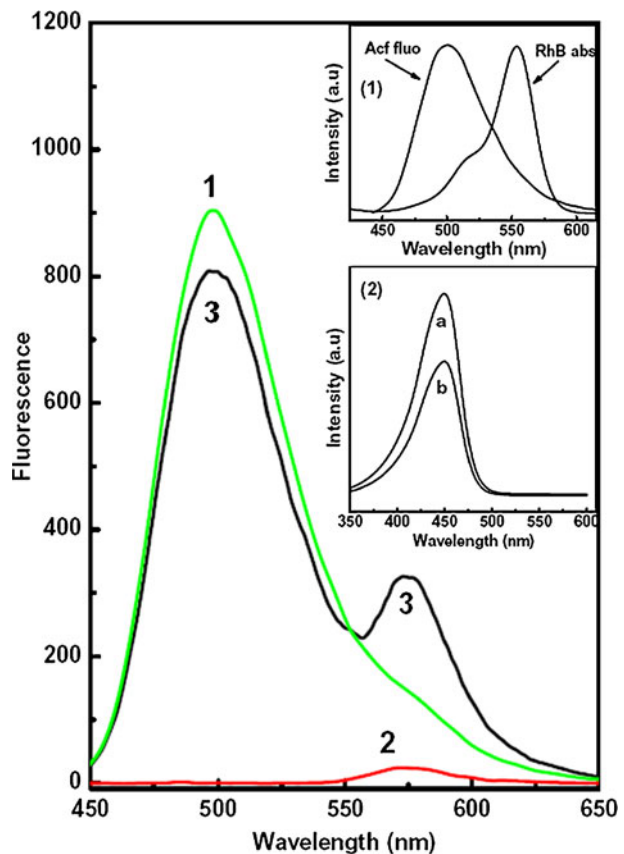 1200
1000
800
600
400
200
0
Fluorescence
450
500
550
600
650
Wavelength (nm)
1
3
3
2
Acf fluo
RhB abs
(1)
Intensity (a.u)
450
500
550
600
Wavelength (nm)
(2)
a
b
Intensity (a.u)
350
400
450
500
550
600
Wavelength (nm)